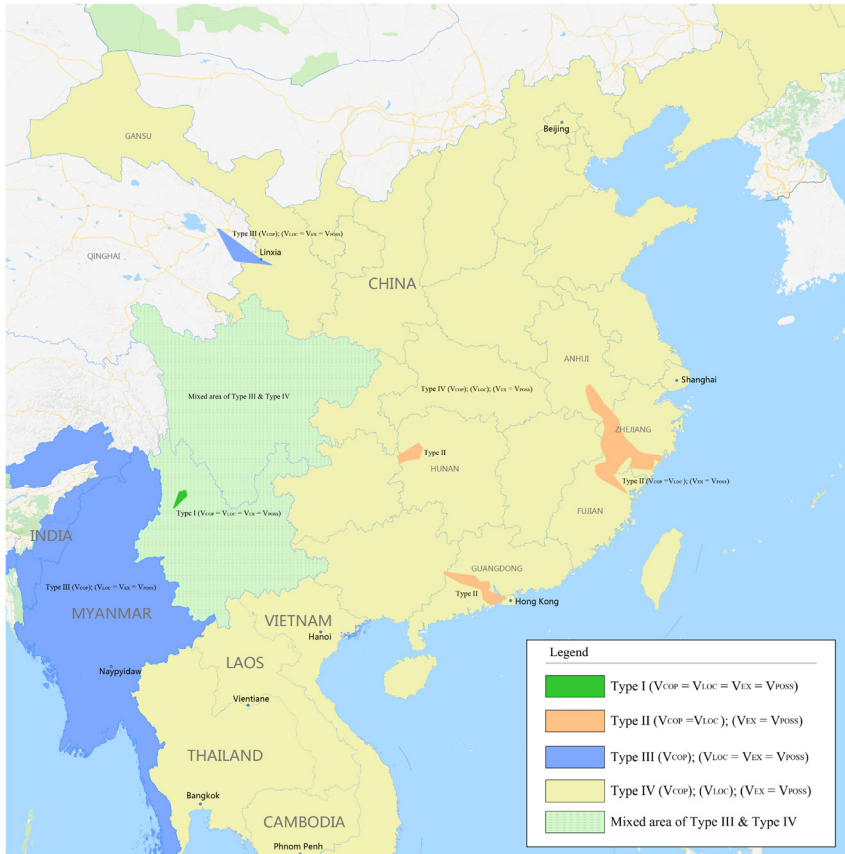 GANSU
Beijing
Type III (VCOP); (VLOC = VEX = VPOSS)
Linxia
QINGHAI
CHINA
ANHUI
Shanghai
Mixed area of Type III & Type IV
Type IV (VCOP); (VLOC); (VEX = VPOSS)
ZHEJIANG
Type II
HUNAN
Type II (VCOP =VLOC); (VEX = VPOSS)
Type I (VCOP = VLOC = VEX = VPOSS)
FUJIAN
INDIA
GUANGDONG
Type III (VCOP); (VLOC = VEX = VPOSS)
Type II
Hong Kong
MYANMAR
VIETNAM
Hanoi
LAOS
Naypyidaw
Vientiane
THAILAND
Bangkok
CAMBODIA
Phnom Penh
Legend
Type I (VCOP = VLOC = VEX = VPOSS)
Type II (VCOP =VLOC); (VEX = VPOSS)
Type III (VCOP); (VLOC = VEX = VPOSS)
Type IV (VCOP); (VLOC); (VEX = VPOSS)
Mixed area of Type III & Type IV